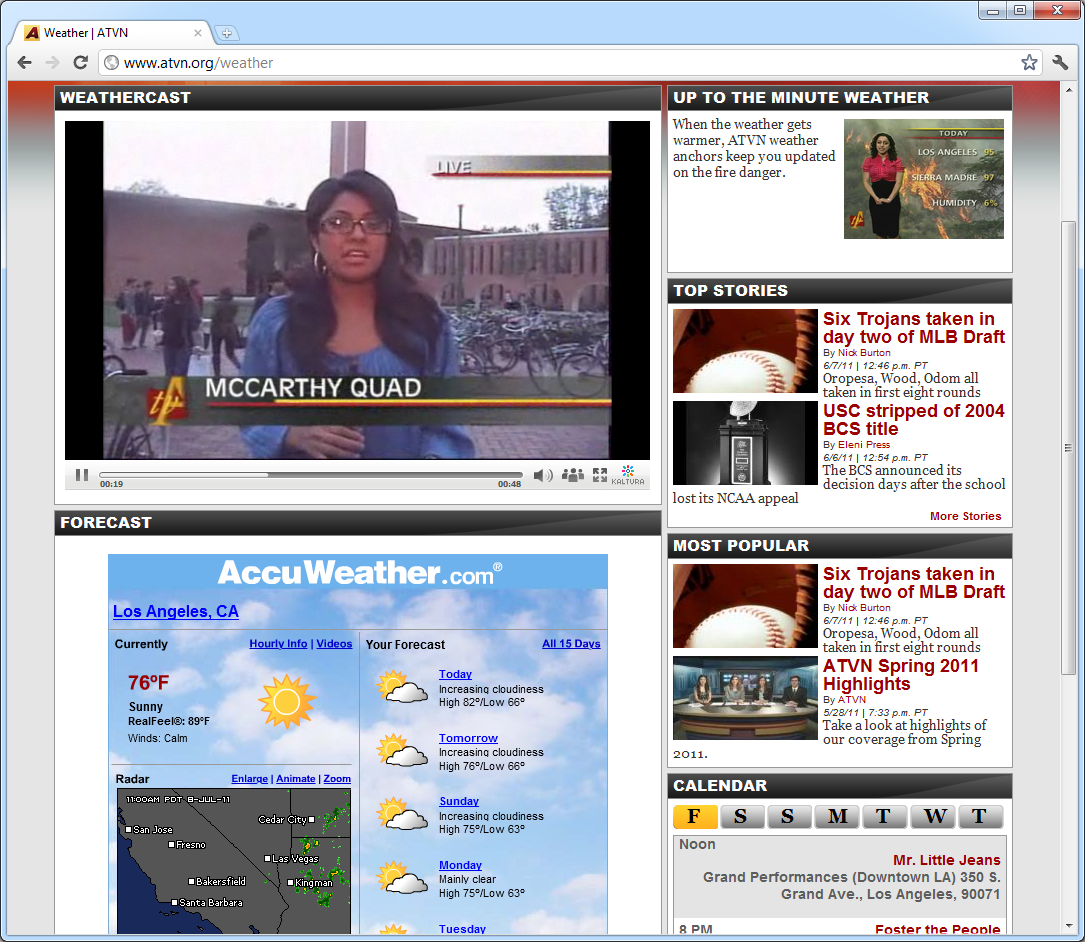 Weather | ATVN
www.atvn.org/weather
WEATHERCAST
LIVE
MCCARTHY QUAD
00:19
00:48
KALTURA
FORECAST
AccuWeather.com®
Los Angeles, CA
Currently
Hourly Info | Videos
76ºF
Sunny
RealFeel®: 89ºF
Winds: Calm
Radar
Enlarge | Animate | Zoom
11:00AM PDT 8-JUL-11
Cedar City
San Jose
Fresno
Las Vegas
Bakersfield
Kingman
Santa Barbara
Your Forecast
All 15 Days
Today
Increasing cloudiness
High 82º/Low 66º
Tomorrow
Increasing cloudiness
High 76º/Low 66º
Sunday
Increasing cloudiness
High 75º/Low 63º
Monday
Mainly clear
High 75º/Low 63º
Tuesday
UP TO THE MINUTE WEATHER
When the weather gets
warmer, ATVN weather
anchors keep you updated
on the fire danger.
TODAY
LOS ANGELES 95
SIERRA MADRE 97
HUMIDITY 6%
TOP STORIES
Six Trojans taken in
day two of MLB Draft
By Nick Burton
6/7/11 | 12:46 p.m. PT
Oropesa, Wood, Odom all
taken in first eight rounds
USC stripped of 2004
BCS title
By Eleni Press
6/6/11 | 12:54 p.m. PT
The BCS announced its
decision days after the school
lost its NCAA appeal
More Stories
MOST POPULAR
Six Trojans taken in
day two of MLB Draft
By Nick Burton
6/7/11 | 12:46 p.m. PT
Oropesa, Wood, Odom all
taken in first eight rounds
ATVN Spring 2011
Highlights
By ATVN
5/28/11 | 7:33 p.m. PT
Take a look at highlights of
our coverage from Spring
2011.
CALENDAR
F S S M T W T
Noon
Mr. Little Jeans
Grand Performances (Downtown LA) 350 S.
Grand Ave., Los Angeles, 90071
8 PM
Foster the People